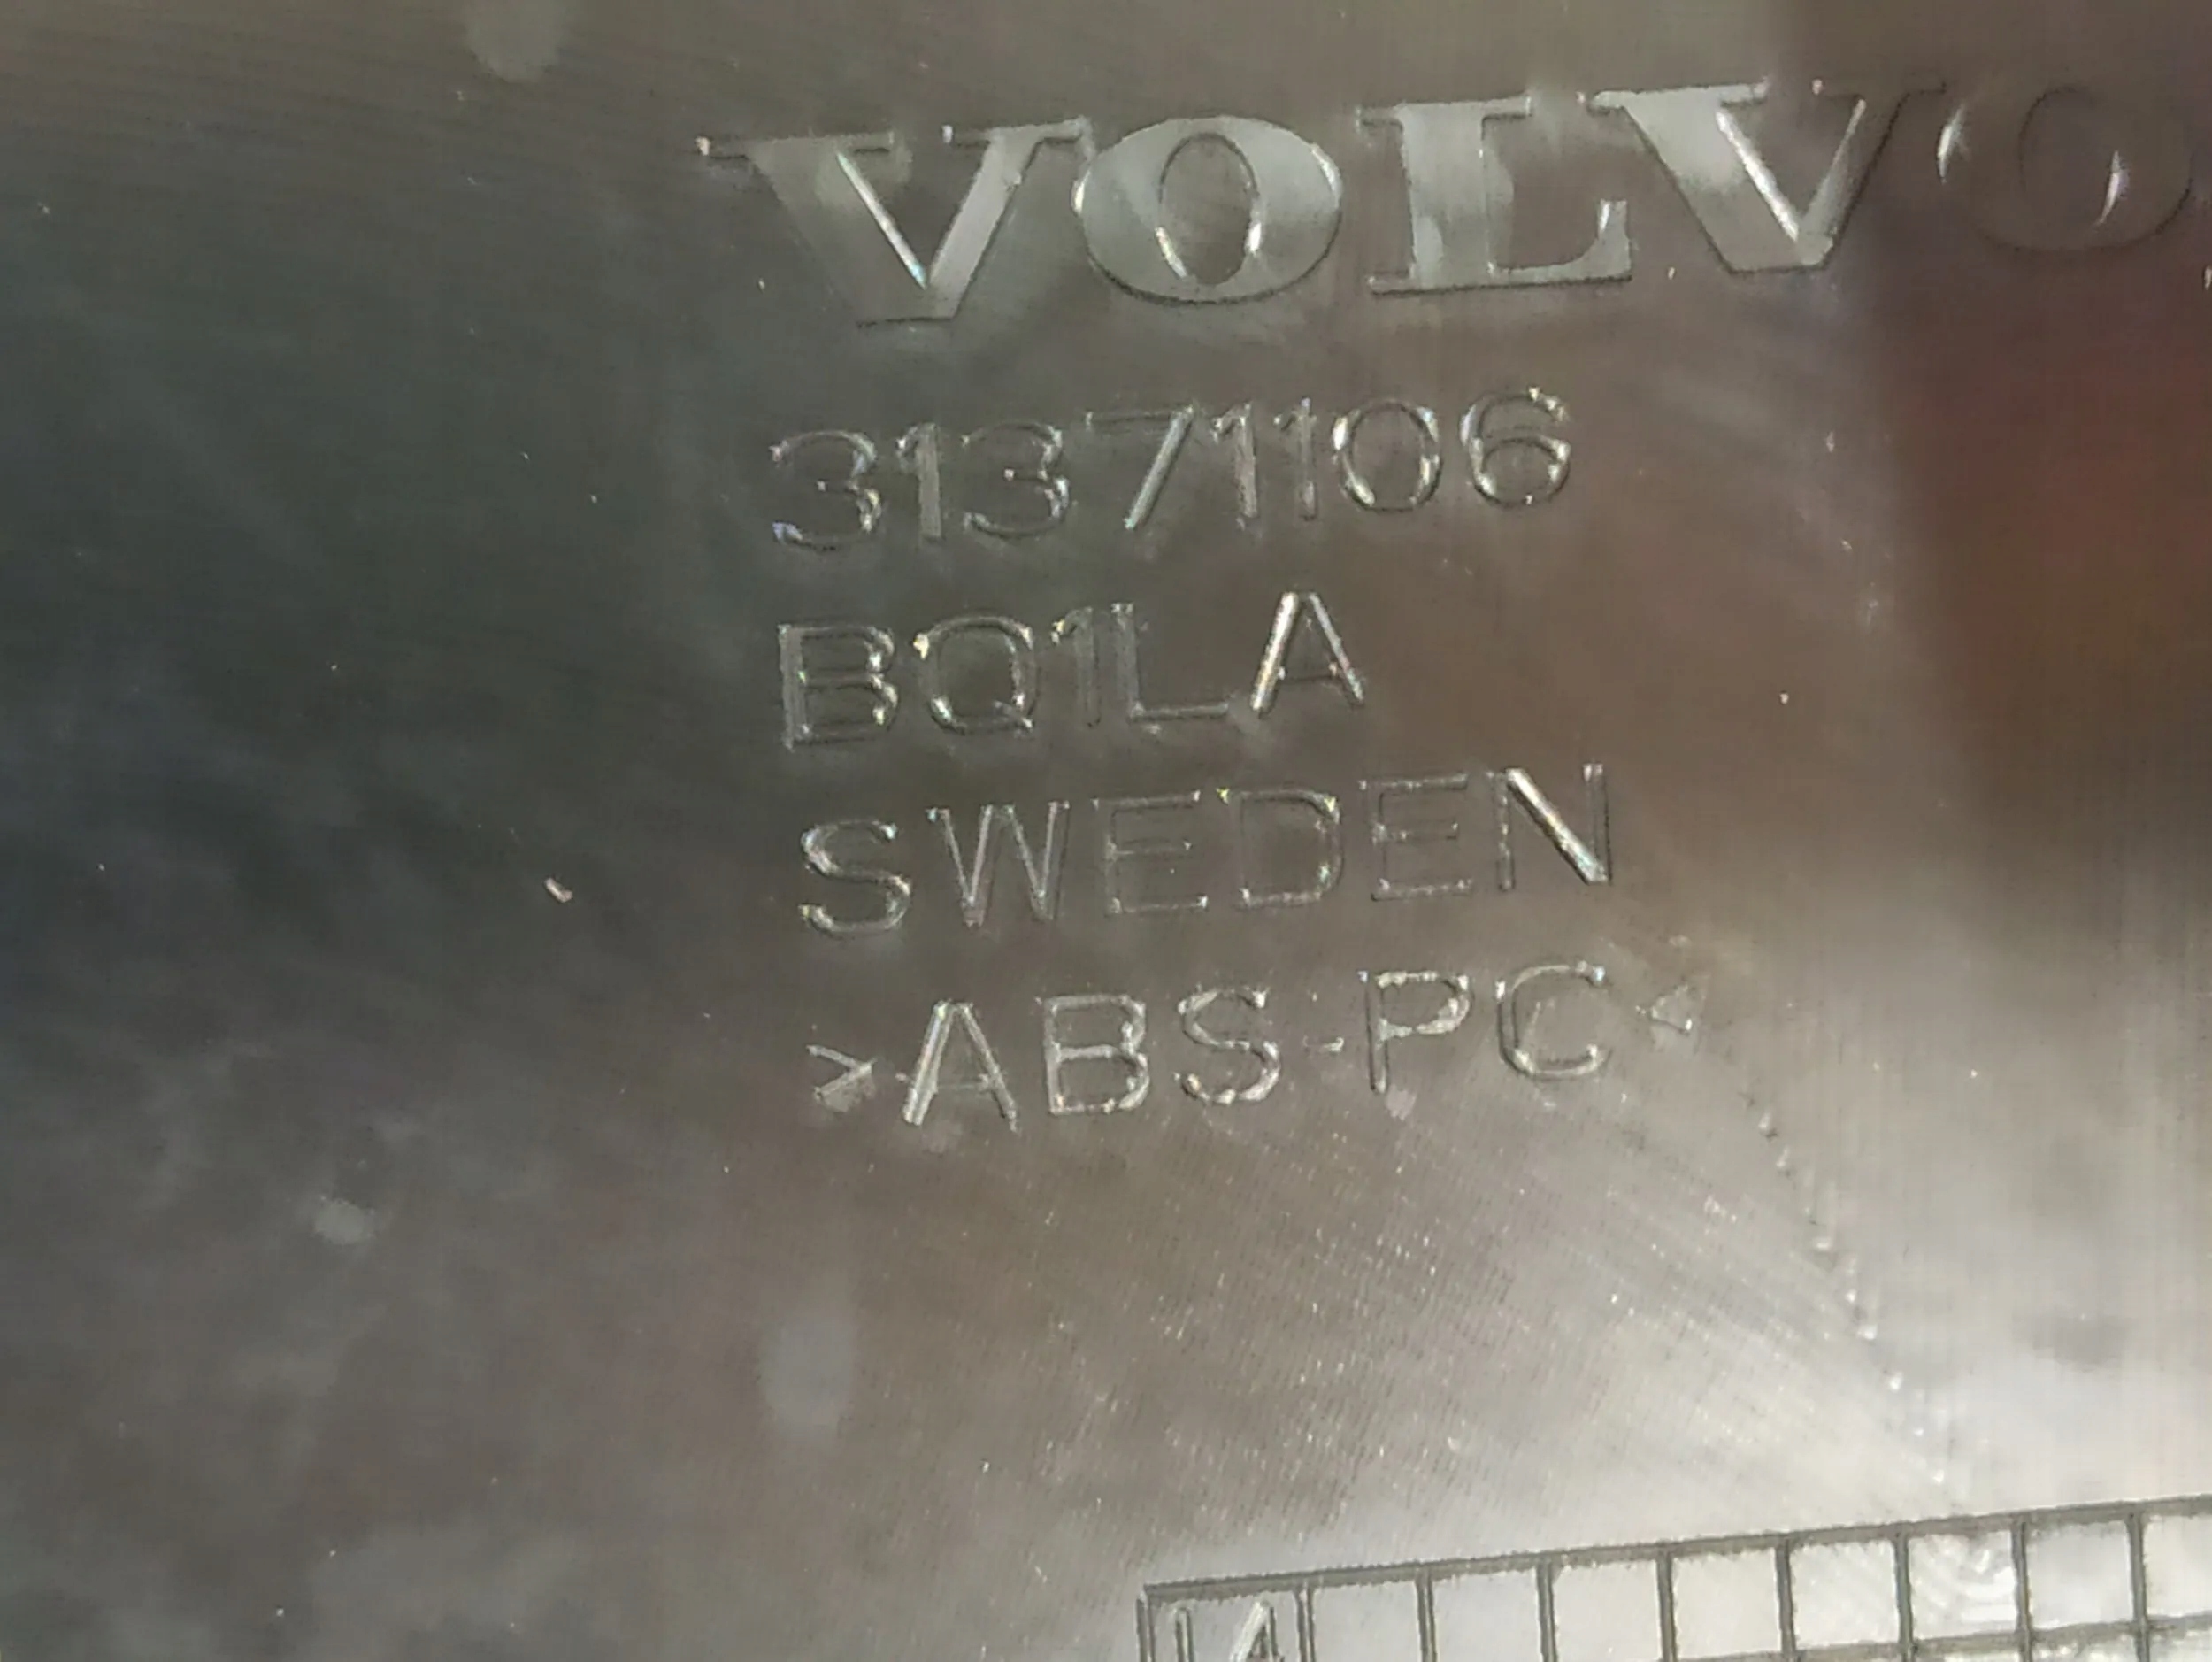 VOLVO
31371106
BQ1LA
SWEDEN
>ABS-PC<
14